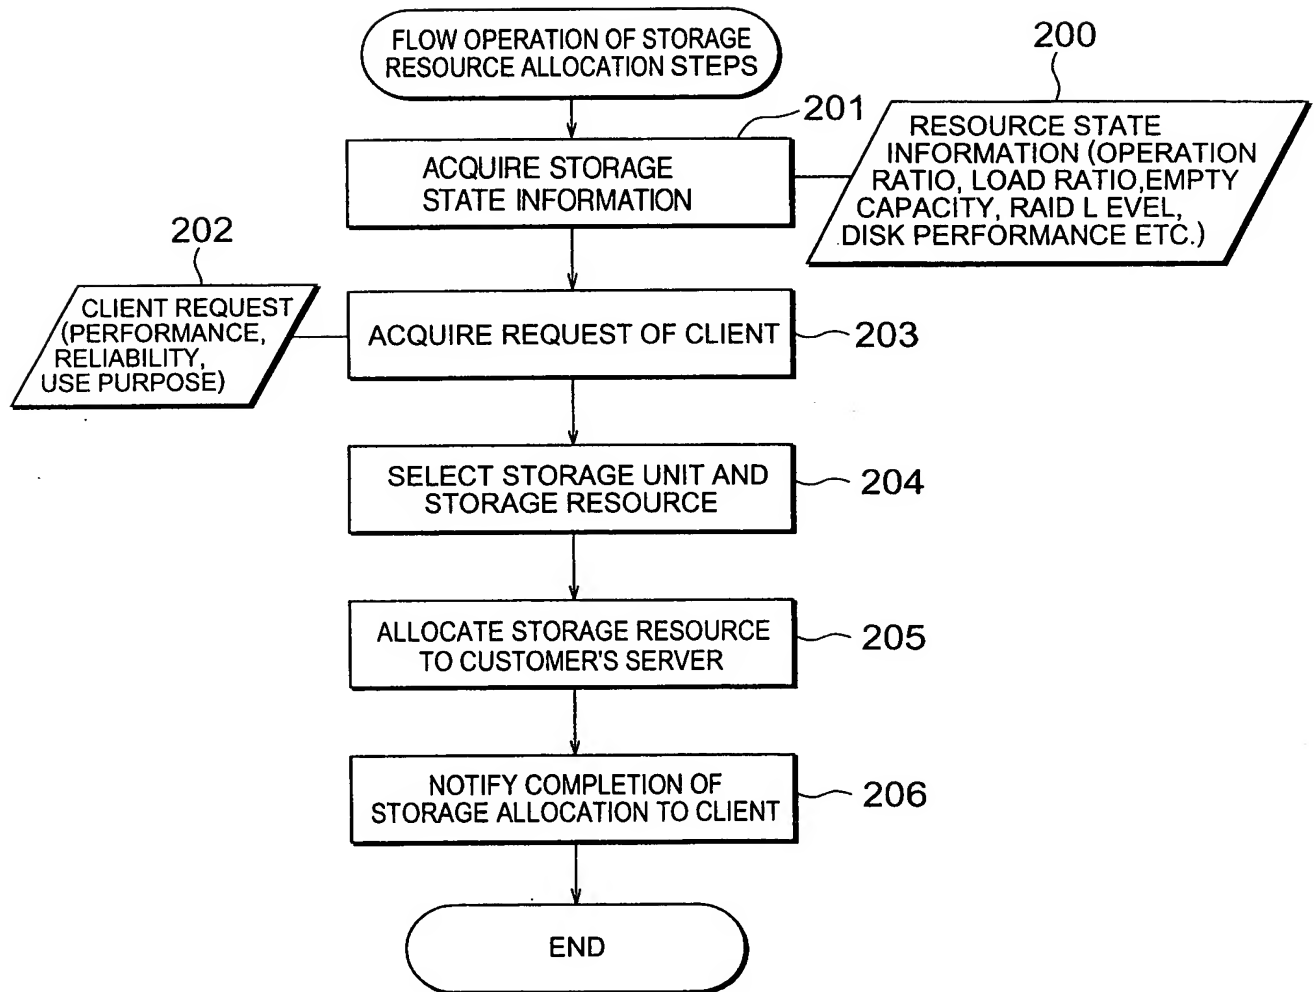 FLOW OPERATION OF STORAGE
RESOURCE ALLOCATION STEPS
200
201
RESOURCE STATE
INFORMATION (OPERATION
RATIO, LOAD RATIO,EMPTY
CAPACITY, RAID L EVEL,
DISK PERFORMANCE ETC.)
ACQUIRE STORAGE
STATE INFORMATION
202
CLIENT REQUEST
(PERFORMANCE,
RELIABILITY,
USE PURPOSE)
ACQUIRE REQUEST OF CLIENT
203
SELECT STORAGE UNIT AND
STORAGE RESOURCE
204
ALLOCATE STORAGE RESOURCE
TO CUSTOMER'S SERVER
205
NOTIFY COMPLETION OF
STORAGE ALLOCATION TO CLIENT
206
END